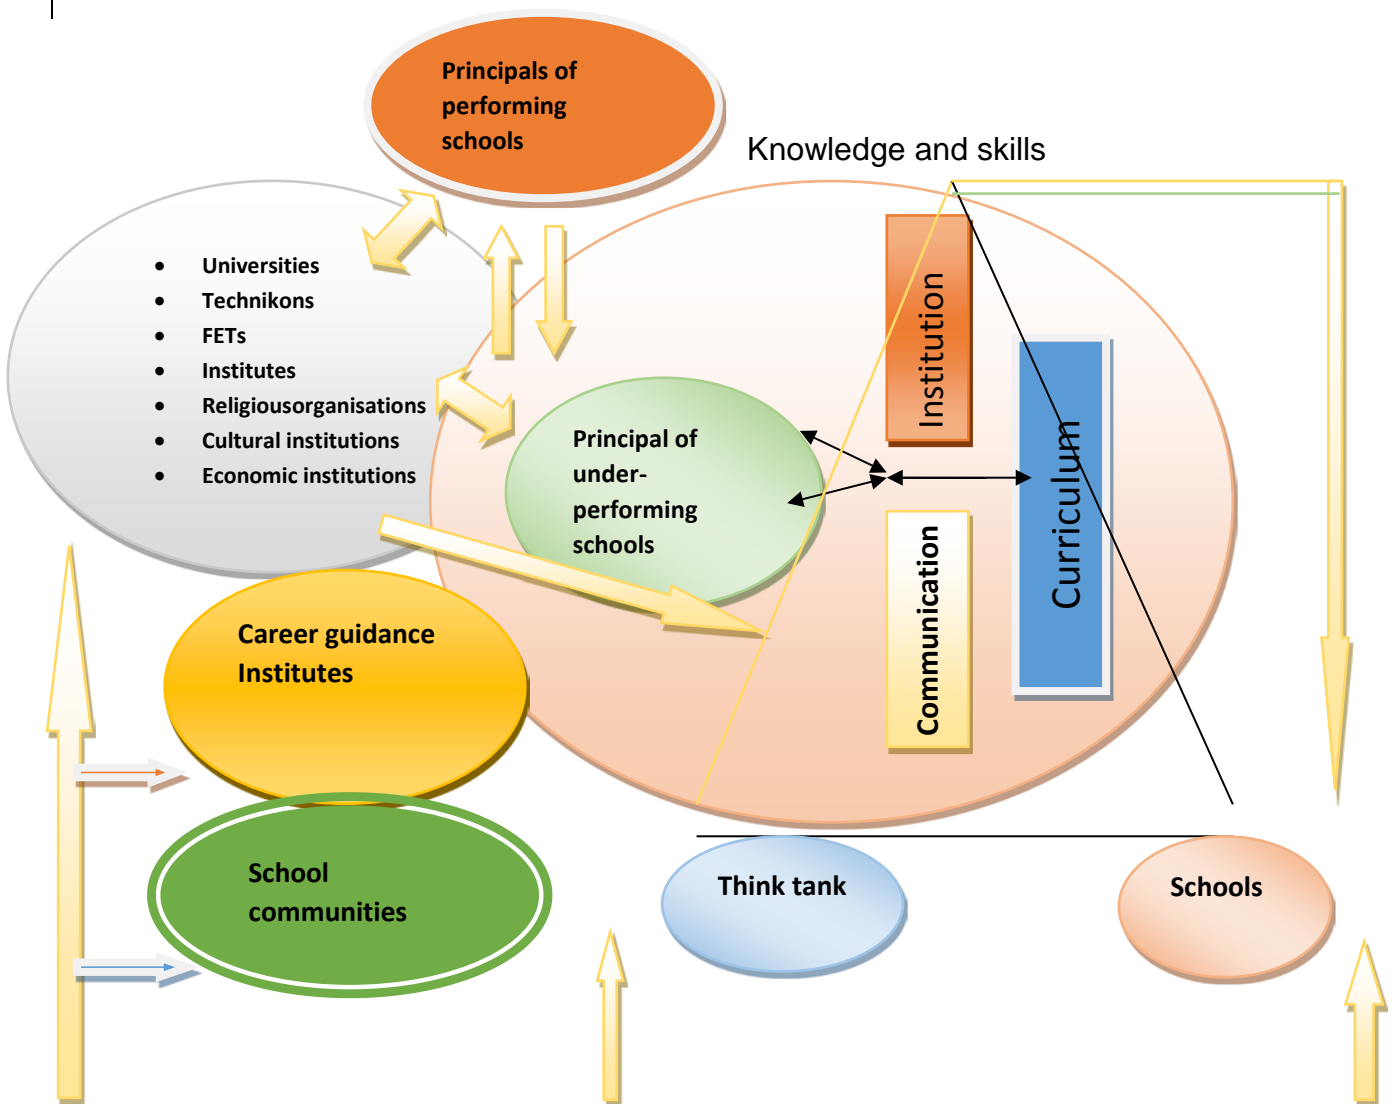 Principals of
performing
schools
Knowledge and skills
• Universities
• Technikons
• FETs
• Institutes
• Religiousorganisations
• Cultural institutions
• Economic institutions
Institution
Curriculum
Principal of
under-
performing
schools
Communication
Career guidance
Institutes
School
communities
Think tank
Schools